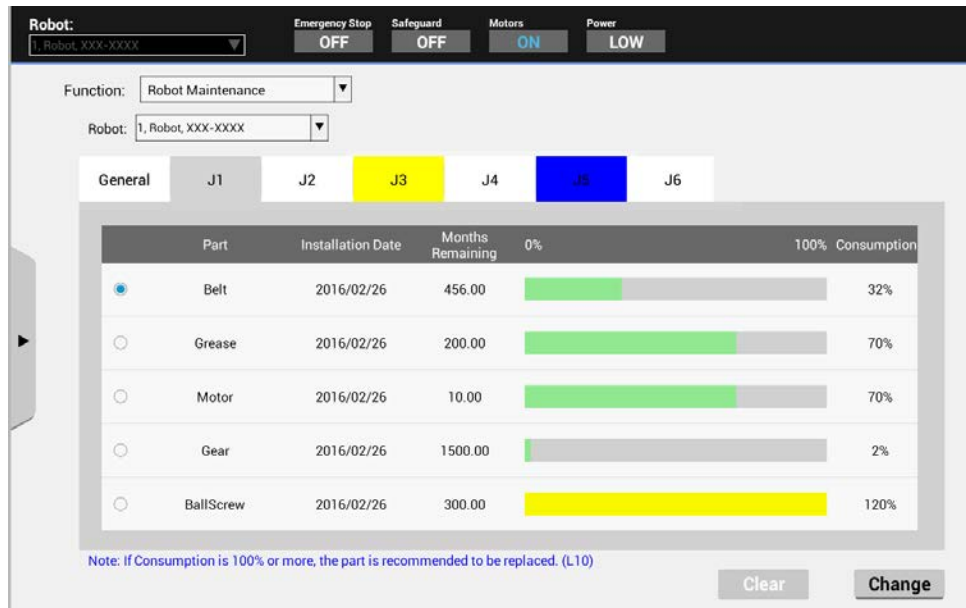 Robot:
1, Robot, XXX-XXXX
Emergency Stop Safeguard Motors Power
OFF OFF ON LOW
Function: Robot Maintenance
Robot: 1, Robot, XXX-XXXX
General J1 J2 J3 J4 J5 J6
Part Installation Date Months Remaining 0% 100% Consumption
Belt 2016/02/26 456.00 32%
Grease 2016/02/26 200.00 70%
Motor 2016/02/26 10.00 70%
Gear 2016/02/26 1500.00 2%
BallScrew 2016/02/26 300.00 120%
Note: If Consumption is 100% or more, the part is recommended to be replaced. (L10)
Clear Change